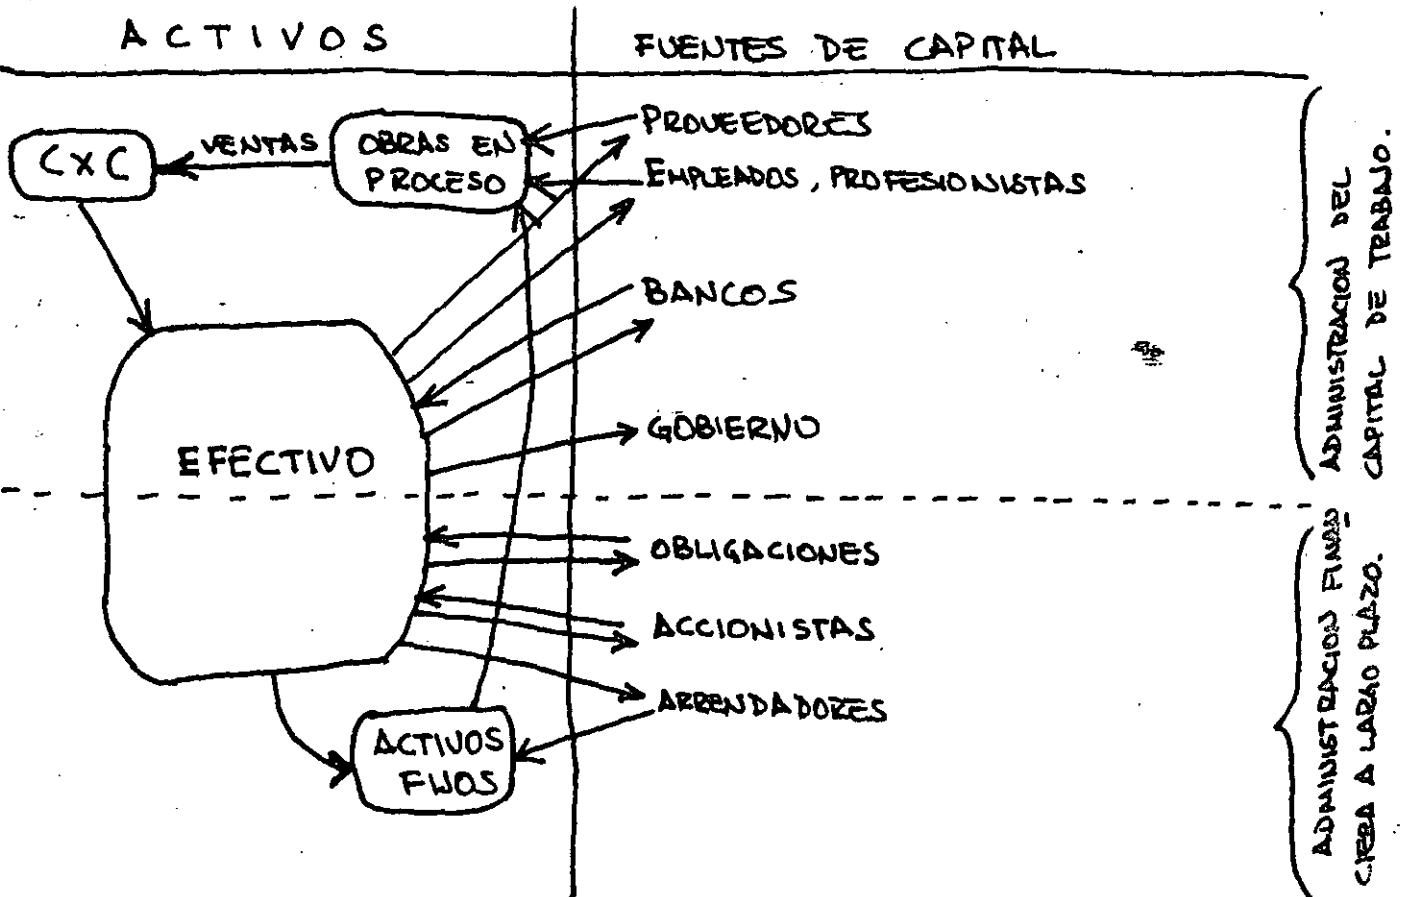 ACTIVOS
FUENTES DE CAPITAL
CXC
VENTAS
OBRAS EN
PROCESO
PROVEEDORES
EMPLEADOS, PROFESIONISTAS
BANCOS
EFECTIVO
GOBIERNO
OBLIGACIONES
ACCIONISTAS
ARRENDADORES
ACTIVOS
FIJOS
ADMINISTRACION DEL
CAPITAL DE TRABAJO.
ADMINISTRACION FINAN
CIERA A LARGO PLAZO.